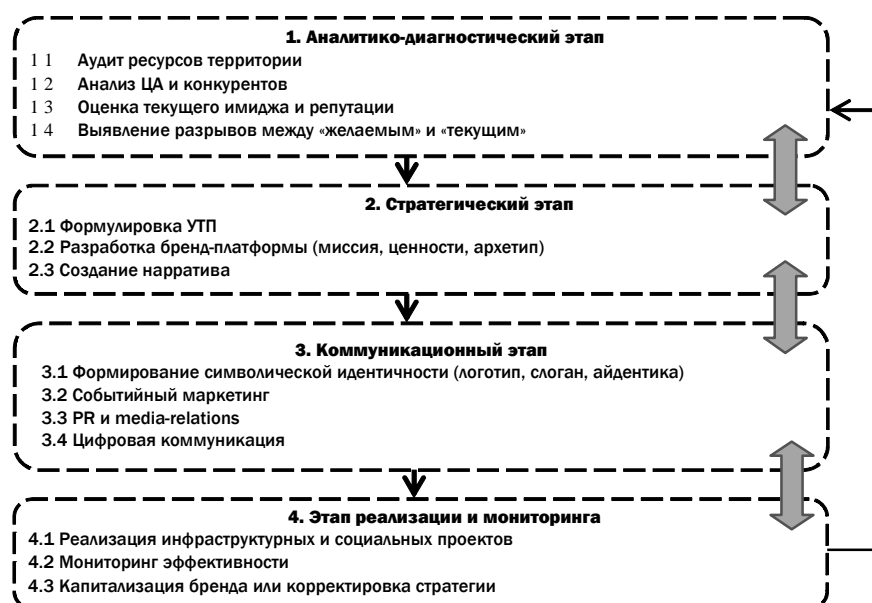 1. Аналитико-диагностический этап
1 1 Аудит ресурсов территории
1 2 Анализ ЦА и конкурентов
1 3 Оценка текущего имиджа и репутации
1 4 Выявление разрывов между «желаемым» и «текущим»
2. Стратегический этап
2.1 Формулировка УТП
2.2 Разработка бренд-платформы (миссия, ценности, архетип)
2.3 Создание нарратива
3. Коммуникационный этап
3.1 Формирование символической идентичности (логотип, слоган, айдентика)
3.2 Событийный маркетинг
3.3 PR и media-relations
3.4 Цифровая коммуникация
4. Этап реализации и мониторинга
4.1 Реализация инфраструктурных и социальных проектов
4.2 Мониторинг эффективности
4.3 Капитализация бренда или корректировка стратегии